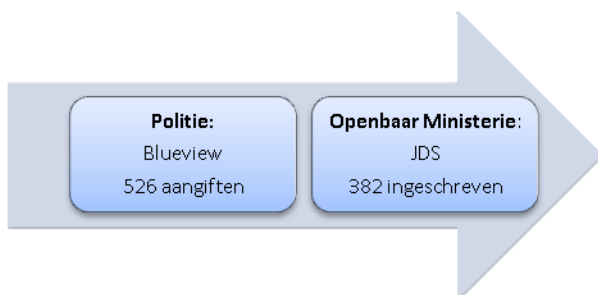 Politie:
Blueview
526 aangiften
Openbaar Ministerie:
JDS
382 ingeschreven